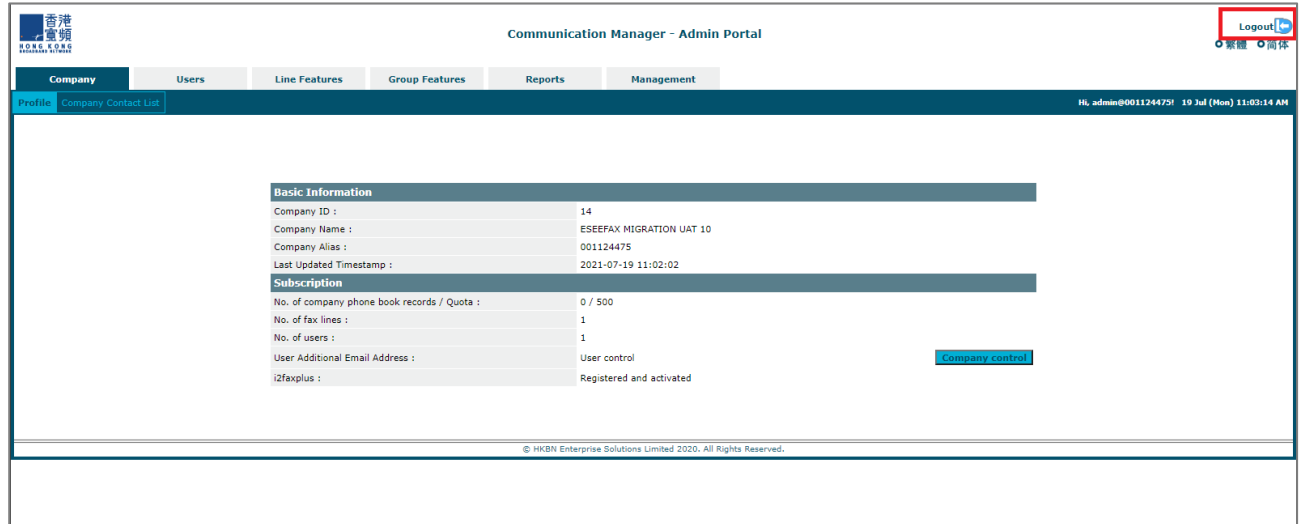 香港
寬頻
HONG KONG
BROADBAND NETWORK
Communication Manager - Admin Portal
Logout
繁體 简体
Company Users Line Features Group Features Reports Management
Profile Company Contact List Hi, admin@001124475! 19 Jul (Mon) 11:03:14 AM
Basic Information
Company ID : 14
Company Name : ESEEFAX MIGRATION UAT 10
Company Alias : 001124475
Last Updated Timestamp : 2021-07-19 11:02:02
Subscription
No. of company phone book records / Quota : 0 / 500
No. of fax lines : 1
No. of users : 1
User Additional Email Address : User control Company control
i2faxplus : Registered and activated
© HKBN Enterprise Solutions Limited 2020. All Rights Reserved.